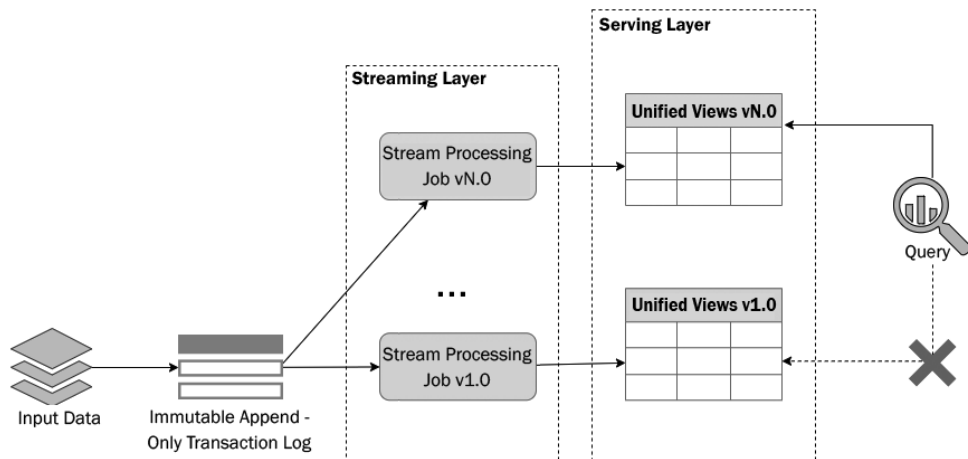 Serving Layer
Streaming Layer
Unified Views vN.0
Stream Processing
Job vN.0
Query
...
Unified Views v1.0
Stream Processing
Job v1.0
Input Data
Immutable Append -
Only Transaction Log